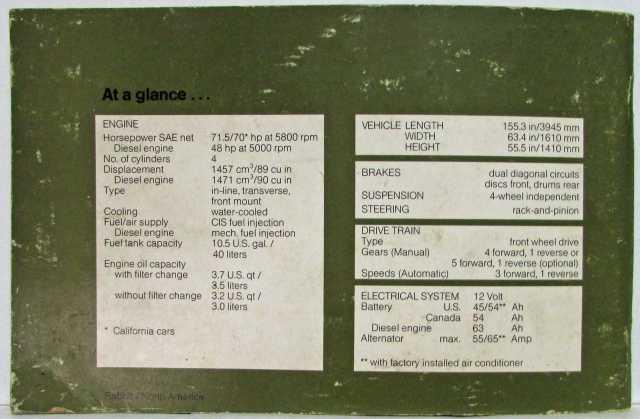 At a glance . . .
ENGINE
Horsepower SAE net 71.5/70* hp at 5800 rpm
Diesel engine 48 hp at 5000 rpm
No. of cylinders 4
Displacement 1457 cm³/89 cu in
Diesel engine 1471 cm³/90 cu in
Type in-line, transverse,
front mount
Cooling water-cooled
Fuel/air supply CIS fuel injection
Diesel engine mech. fuel injection
Fuel tank capacity 10.5 U.S. gal. /
40 liters
Engine oil capacity
with filter change 3.7 U.S. qt /
3.5 liters
without filter change 3.2 U.S. qt /
3.0 liters
* California cars
VEHICLE LENGTH 155.3 in/3945 mm
WIDTH 63.4 in/1610 mm
HEIGHT 55.5 in/1410 mm
BRAKES dual diagonal circuits
discs front, drums rear
SUSPENSION 4-wheel independent
STEERING rack-and-pinion
DRIVE TRAIN
Type front wheel drive
Gears (Manual) 4 forward, 1 reverse or
5 forward, 1 reverse (optional)
Speeds (Automatic) 3 forward, 1 reverse
ELECTRICAL SYSTEM 12 Volt
Battery U.S. 45/54** Ah
Canada 54 Ah
Diesel engine 63 Ah
Alternator max. 55/65** Amp
** with factory installed air conditioner
Rabbit / North America